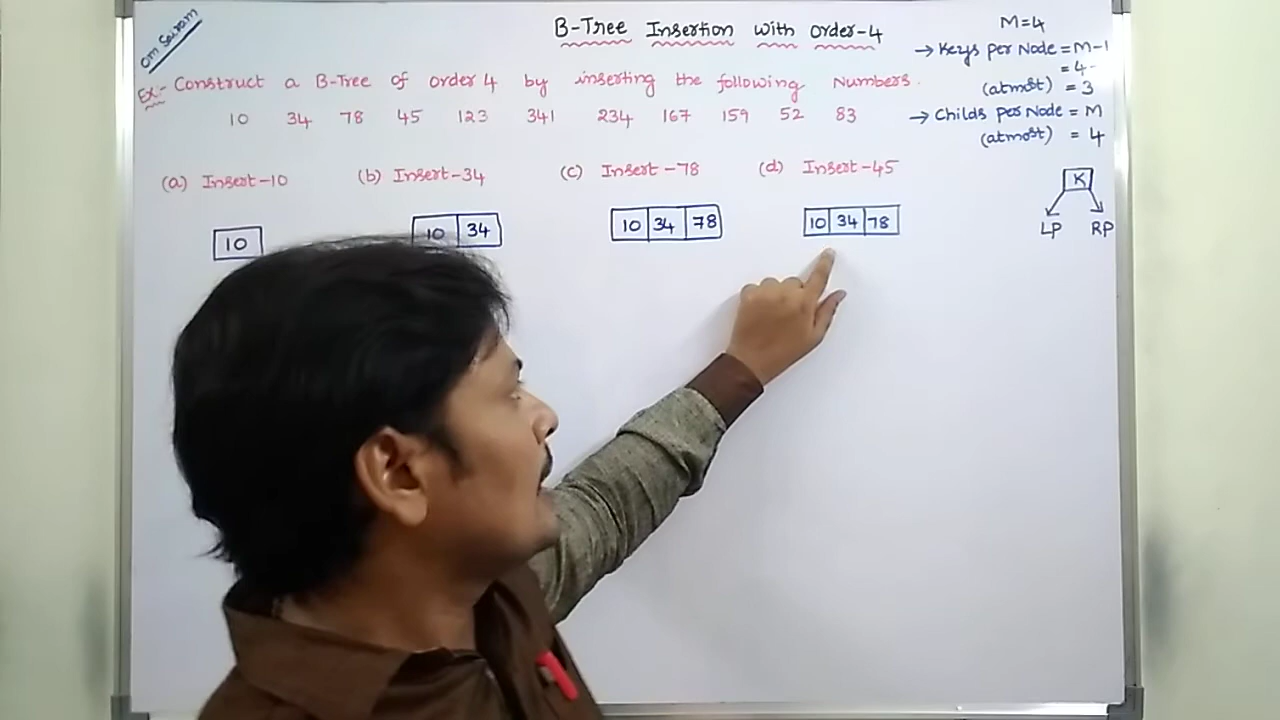 Om Sairam
B-Tree Insertion with order-4
M=4
→ Keys per Node = M-1
= 4-
(atmost) = 3
→ Childs per Node = M
(atmost) = 4
Ex:- Construct a B-Tree of order 4 by inserting the following Numbers.
10 34 78 45 123 341 234 167 159 52 83
(a) Insert-10 (b) Insert-34 (c) Insert-78 (d) Insert-45
10
10 34
10 34 78
10 34 78
K
LP RP